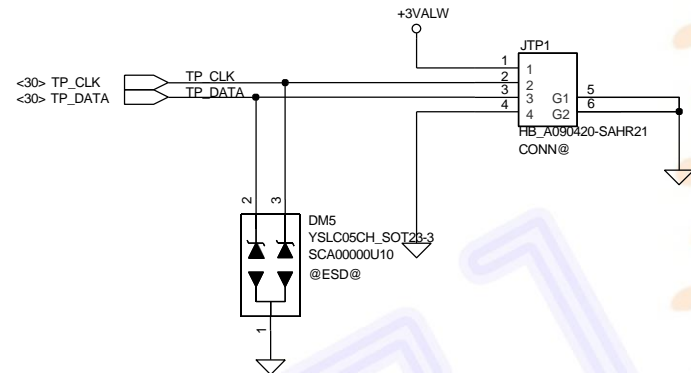 +3VALW
JTP1
1 1
<30> TP_CLK TP_CLK 2 2
<30> TP_DATA TP_DATA 3 3 G1 5
4 4 G2 6
HB_A090420-SAHR21
CONN@
2 3
DM5
YSLC05CH_SOT23-3
SCA00000U10
@ESD@
1